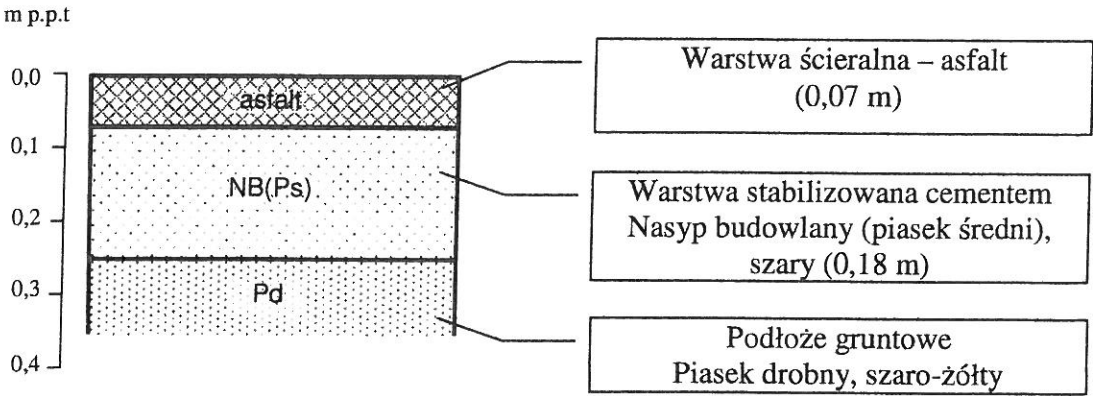 m p.p.t
0,0
0,1
0,2
0,3
0,4
asfalt
NB(Ps)
Pd
Warstwa ścieralna – asfalt
(0,07 m)
Warstwa stabilizowana cementem
Nasyp budowlany (piasek średni),
szary (0,18 m)
Podłoże gruntowe
Piasek drobny, szaro-żółty